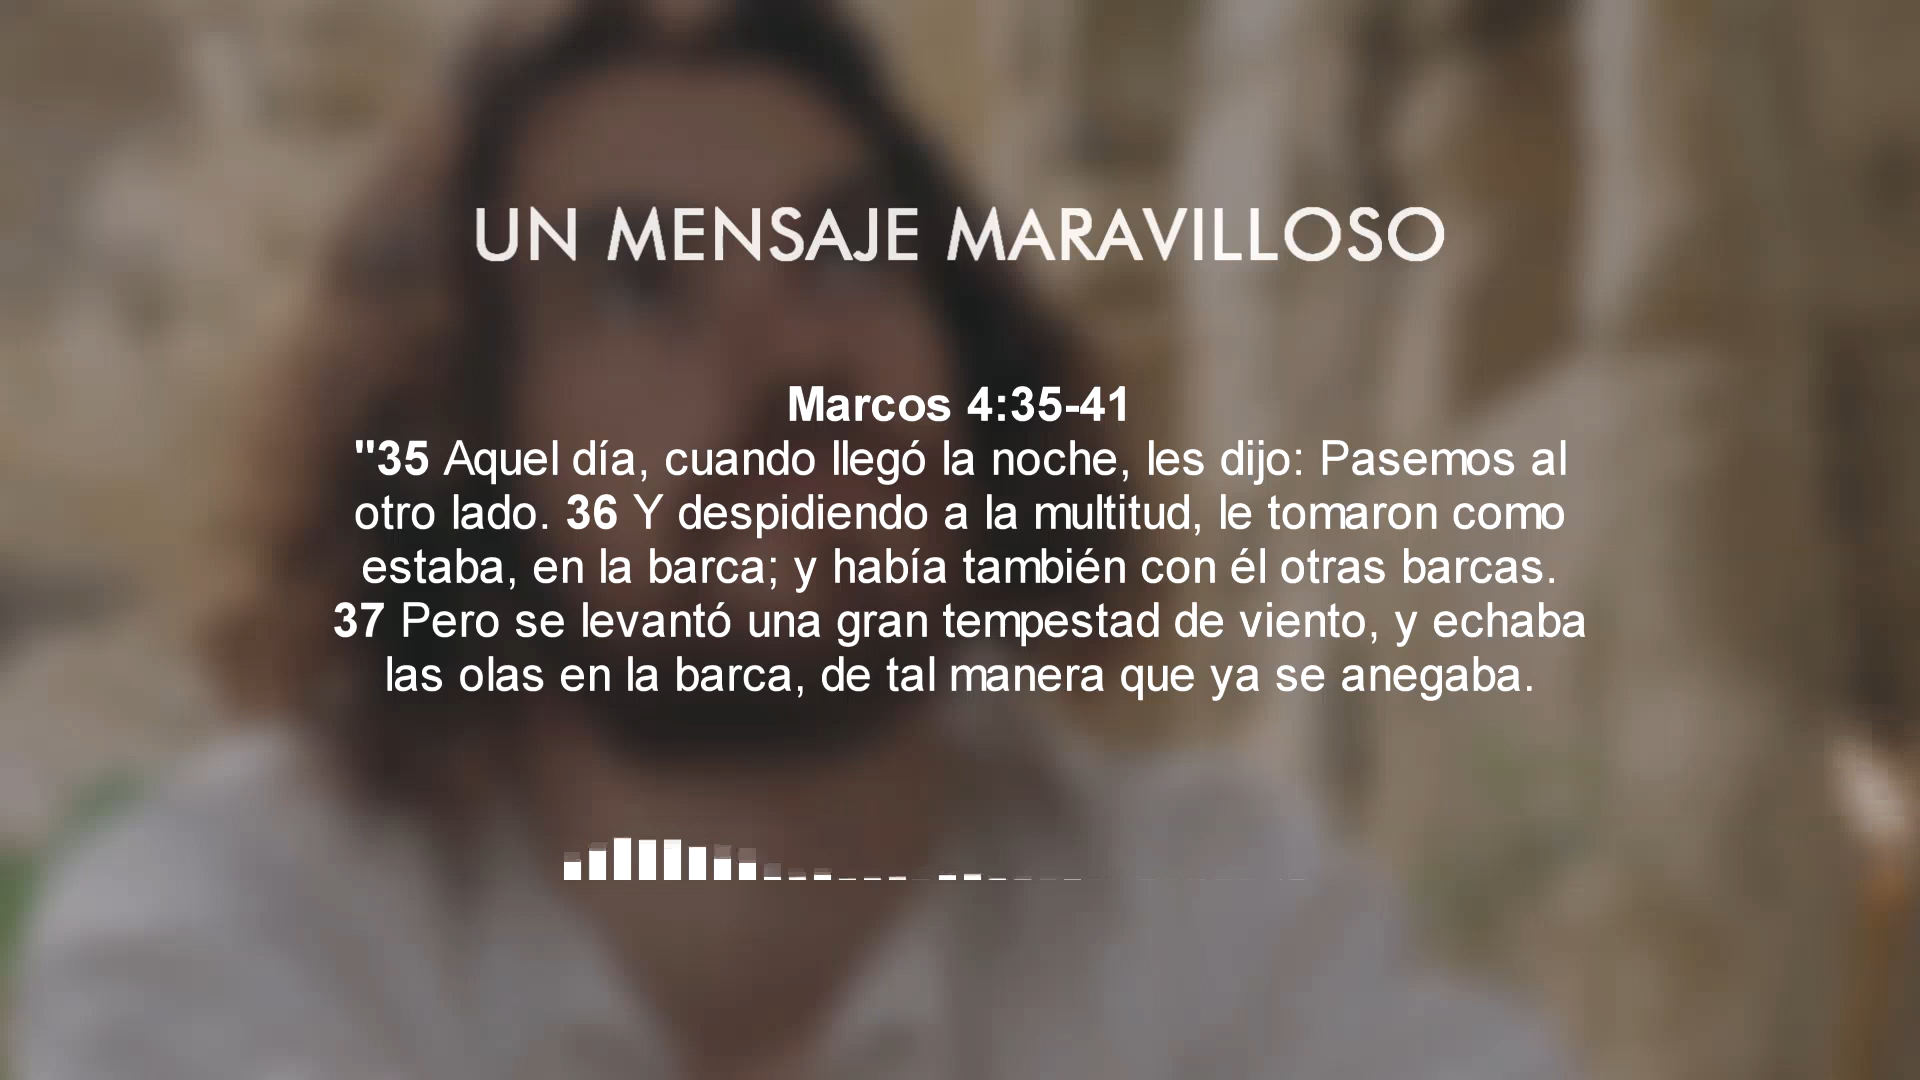 UN MENSAJE MARAVILLOSO
Marcos 4:35-41
"35 Aquel día, cuando llegó la noche, les dijo: Pasemos al
otro lado. 36 Y despidiendo a la multitud, le tomaron como
estaba, en la barca; y había también con él otras barcas.
37 Pero se levantó una gran tempestad de viento, y echaba
las olas en la barca, de tal manera que ya se anegaba.